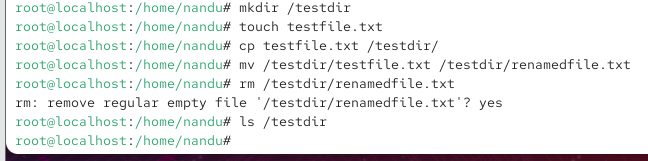 root@localhost:/home/nandu# mkdir /testdir
root@localhost:/home/nandu# touch testfile.txt
root@localhost:/home/nandu# cp testfile.txt /testdir/
root@localhost:/home/nandu# mv /testdir/testfile.txt /testdir/renamedfile.txt
root@localhost:/home/nandu# rm /testdir/renamedfile.txt
rm: remove regular empty file '/testdir/renamedfile.txt'? yes
root@localhost:/home/nandu# ls /testdir
root@localhost:/home/nandu#